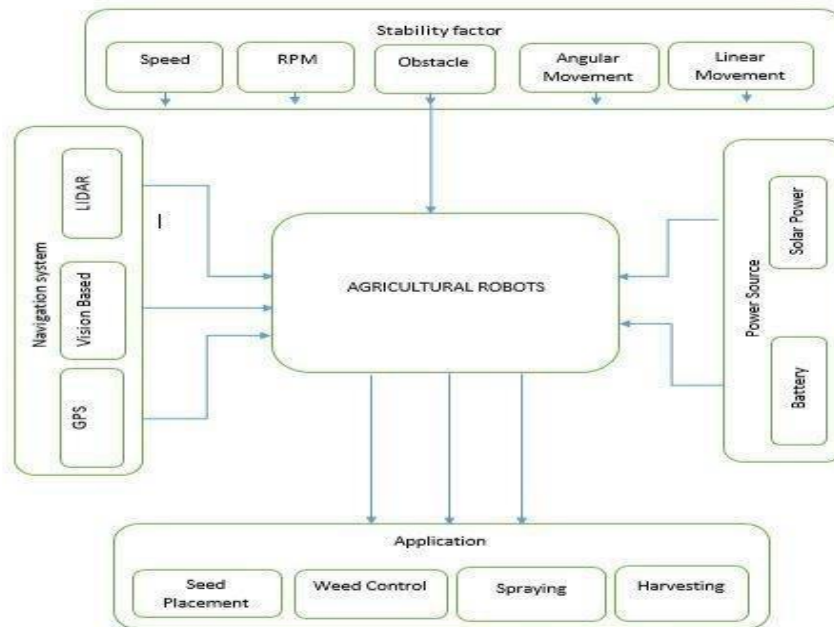 Stability factor
Speed
RPM
Obstacle
Angular
Movement
Linear
Movement
Navigation system
LIDAR
Vision Based
GPS
AGRICULTURAL ROBOTS
Power Source
Solar Power
Battery
Application
Seed
Placement
Weed Control
Spraying
Harvesting